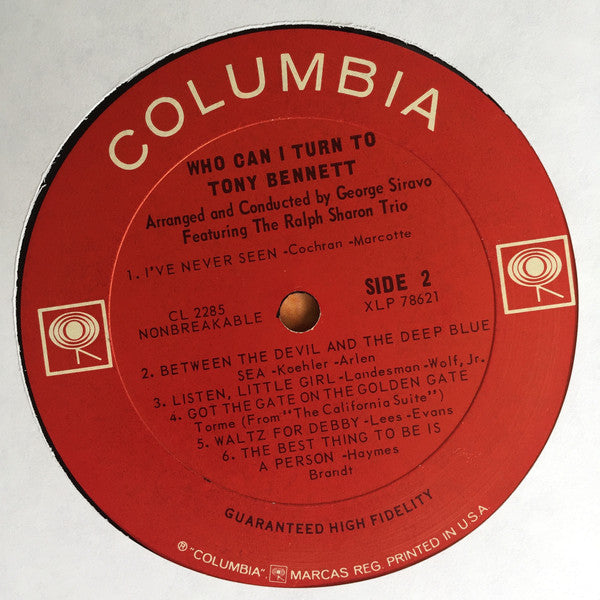 COLUMBIA
WHO CAN I TURN TO
TONY BENNETT
Arranged and Conducted by George Siravo
Featuring The Ralph Sharon Trio
1. I'VE NEVER SEEN -Cochran -Marcotte
CL 2285
NONBREAKABLE
SIDE 2
XLP 78621
2. BETWEEN THE DEVIL AND THE DEEP BLUE
SEA -Koehler -Arlen
3. LISTEN, LITTLE GIRL -Landesman -Wolf, Jr.
4. GOT THE GATE ON THE GOLDEN GATE
Torme (From "The California Suite")
5. WALTZ FOR DEBBY -Lees -Evans
6. THE BEST THING TO BE IS
A PERSON -Haymes
Brandt
GUARANTEED HIGH FIDELITY
® "COLUMBIA", MARCAS REG. PRINTED IN U.S.A.